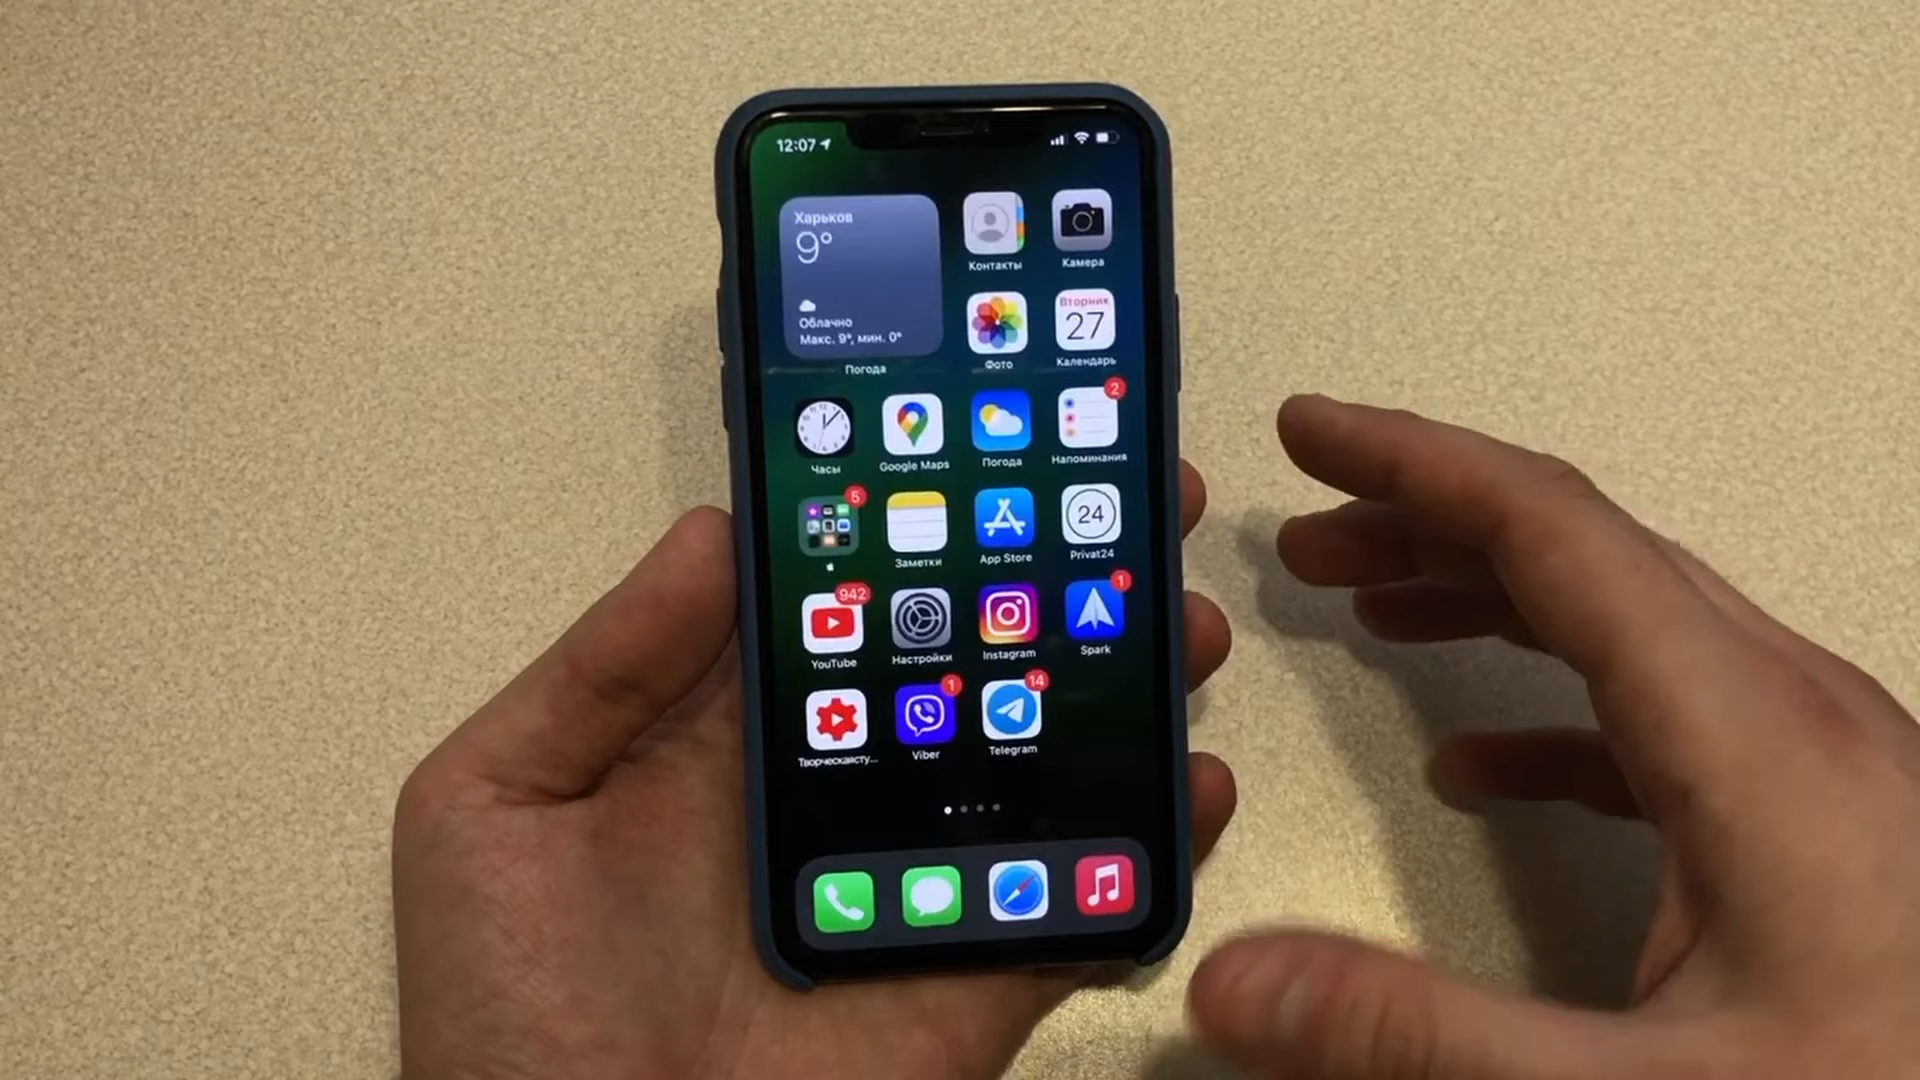 12:07
Харьков
9°
Облачно
Макс. 9°, мин. 0°
Погода
Контакты
Камера
Фото
Вторник
27
Календарь
Часы
Google Maps
Погода
2
Напоминания
5
Заметки
App Store
24
Privat24
942
YouTube
Настройки
Instagram
1
Spark
Творческаясту...
1
Viber
14
Telegram